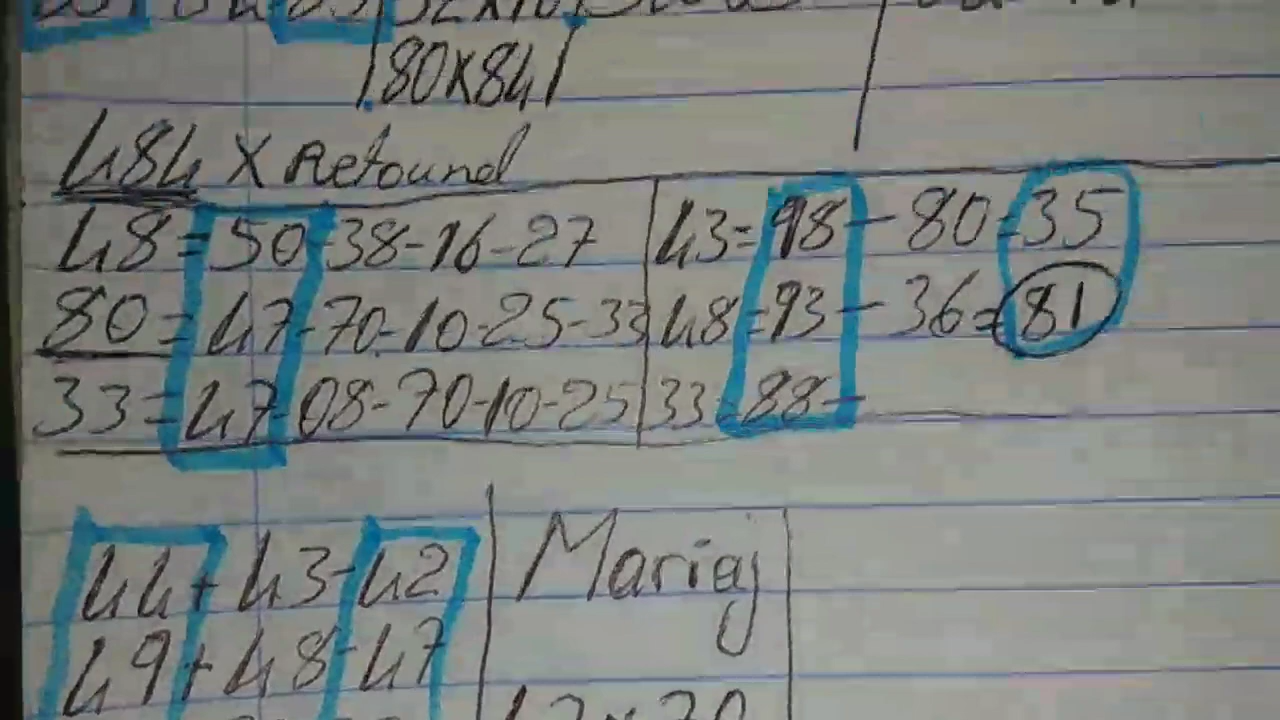 80x84
484 x Retound
48=50-38-16-27
80=47-70-10-25-33
33=47-08-70-10-25
43=98-80-35
48=93-36=81
33=88-
44+43-42
49+48-47
Mariaj